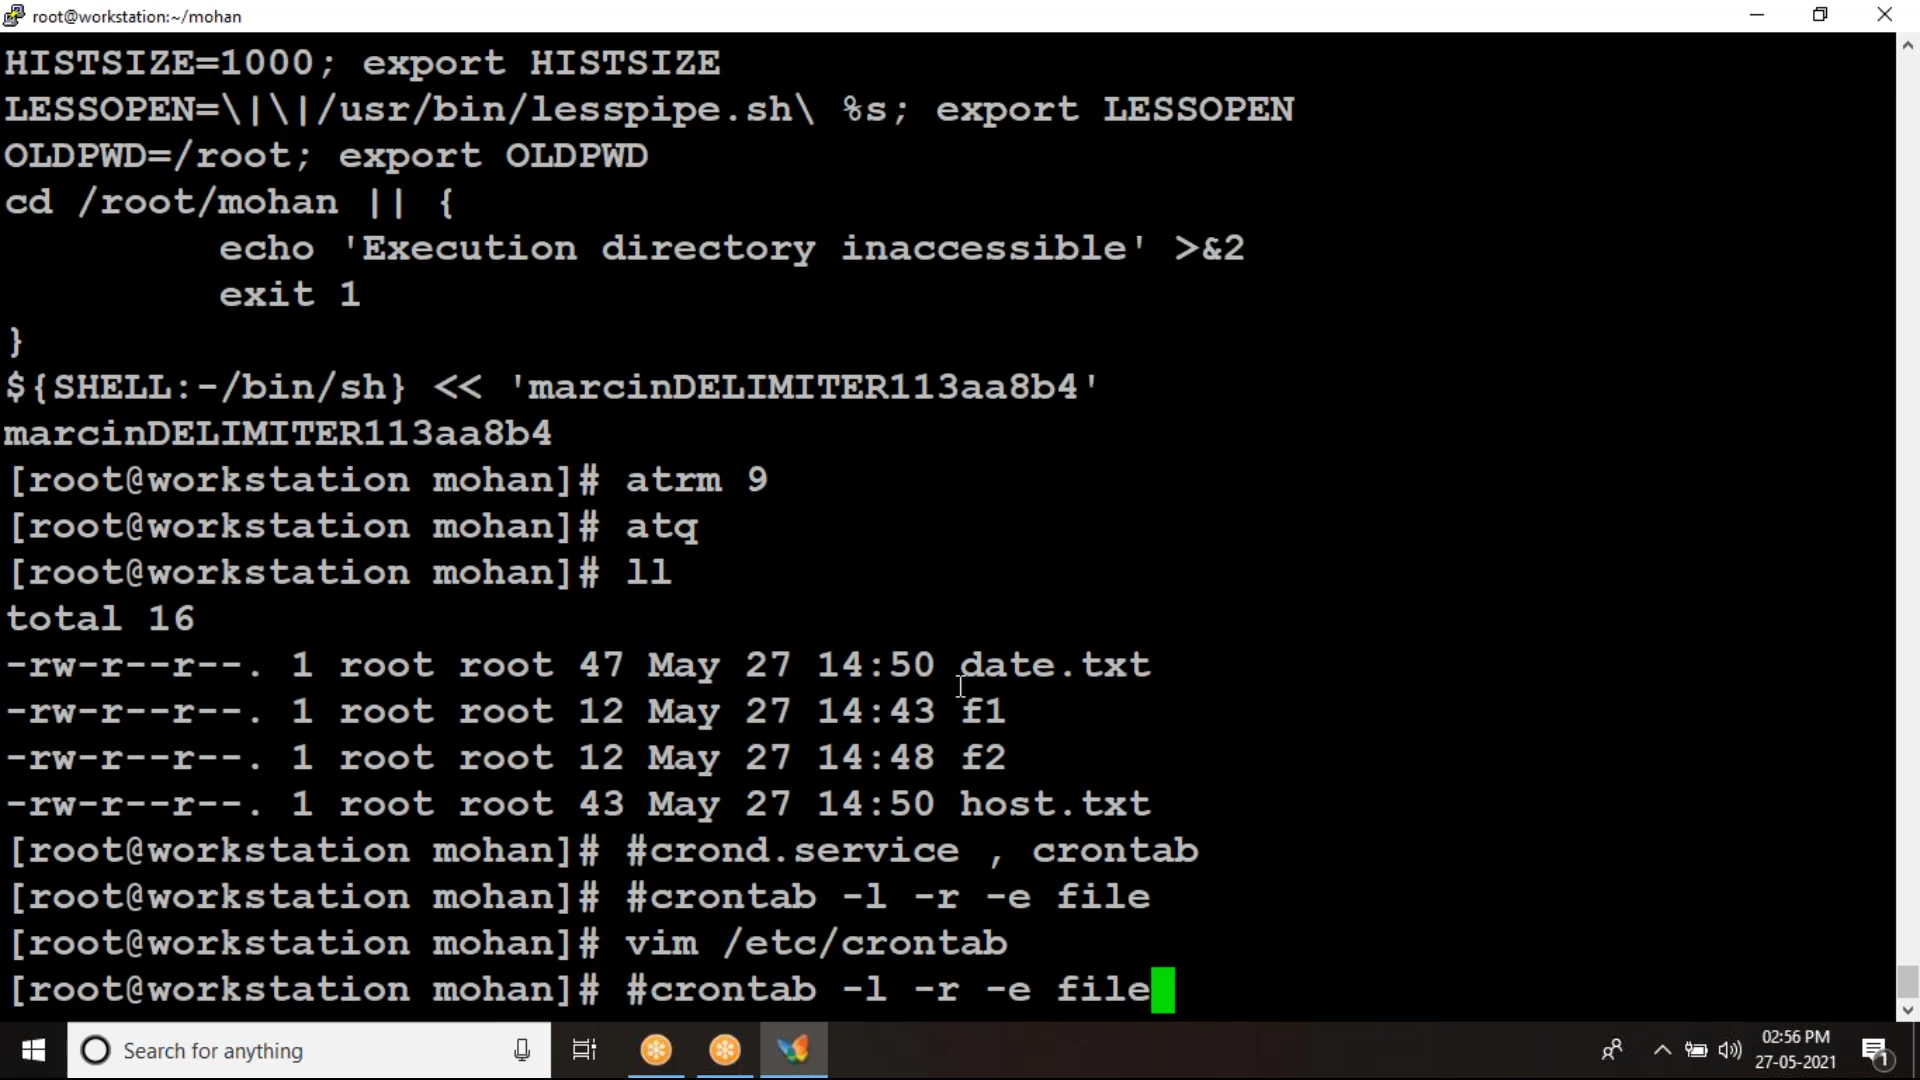 root@workstation:~/mohan
HISTSIZE=1000; export HISTSIZE
LESSOPEN=\|\|/usr/bin/lesspipe.sh\ %s; export LESSOPEN
OLDPWD=/root; export OLDPWD
cd /root/mohan || {
        echo 'Execution directory inaccessible' >&2
        exit 1
}
${SHELL:-/bin/sh} << 'marcinDELIMITER113aa8b4'
marcinDELIMITER113aa8b4
[root@workstation mohan]# atrm 9
[root@workstation mohan]# atq
[root@workstation mohan]# ll
total 16
-rw-r--r--. 1 root root 47 May 27 14:50 date.txt
-rw-r--r--. 1 root root 12 May 27 14:43 f1
-rw-r--r--. 1 root root 12 May 27 14:48 f2
-rw-r--r--. 1 root root 43 May 27 14:50 host.txt
[root@workstation mohan]# #crond.service , crontab
[root@workstation mohan]# #crontab -l -r -e file
[root@workstation mohan]# vim /etc/crontab
[root@workstation mohan]# #crontab -l -r -e file
Search for anything
02:56 PM
27-05-2021
1